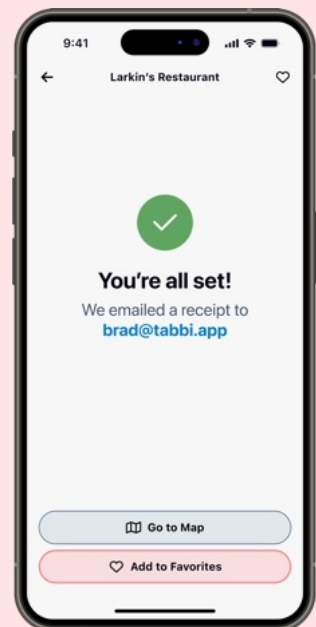 9:41
Larkin's Restaurant
You're all set!
We emailed a receipt to
brad@tabbi.app
Go to Map
Add to Favorites